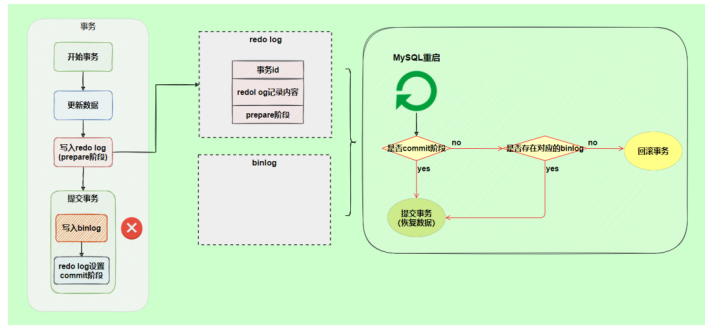 事务
开始事务
更新数据
写入redo log
(prepare阶段)
提交事务
写入binlog
redo log设置
commit阶段
redo log
事务id
redol og记录内容
prepare阶段
binlog
MySQL重启
是否commit阶段
no
是否存在对应的binlog
no
回滚事务
yes
yes
提交事务
(恢复数据)